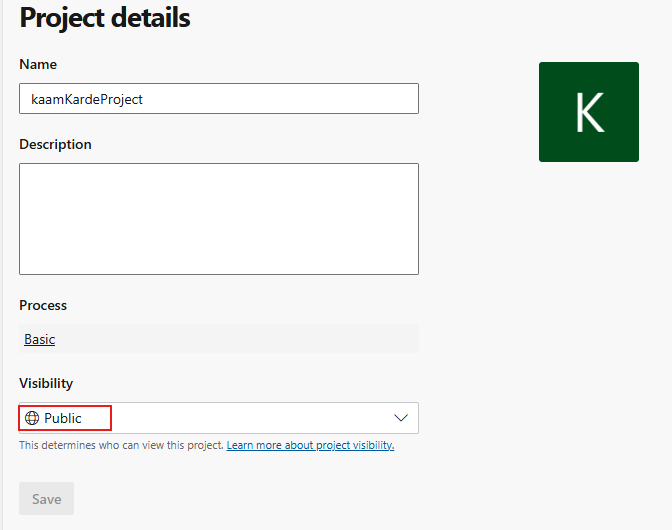 Project details
Name
kaamKardeProject
K
Description
Process
Basic
Visibility
Public
This determines who can view this project. Learn more about project visibility.
Save